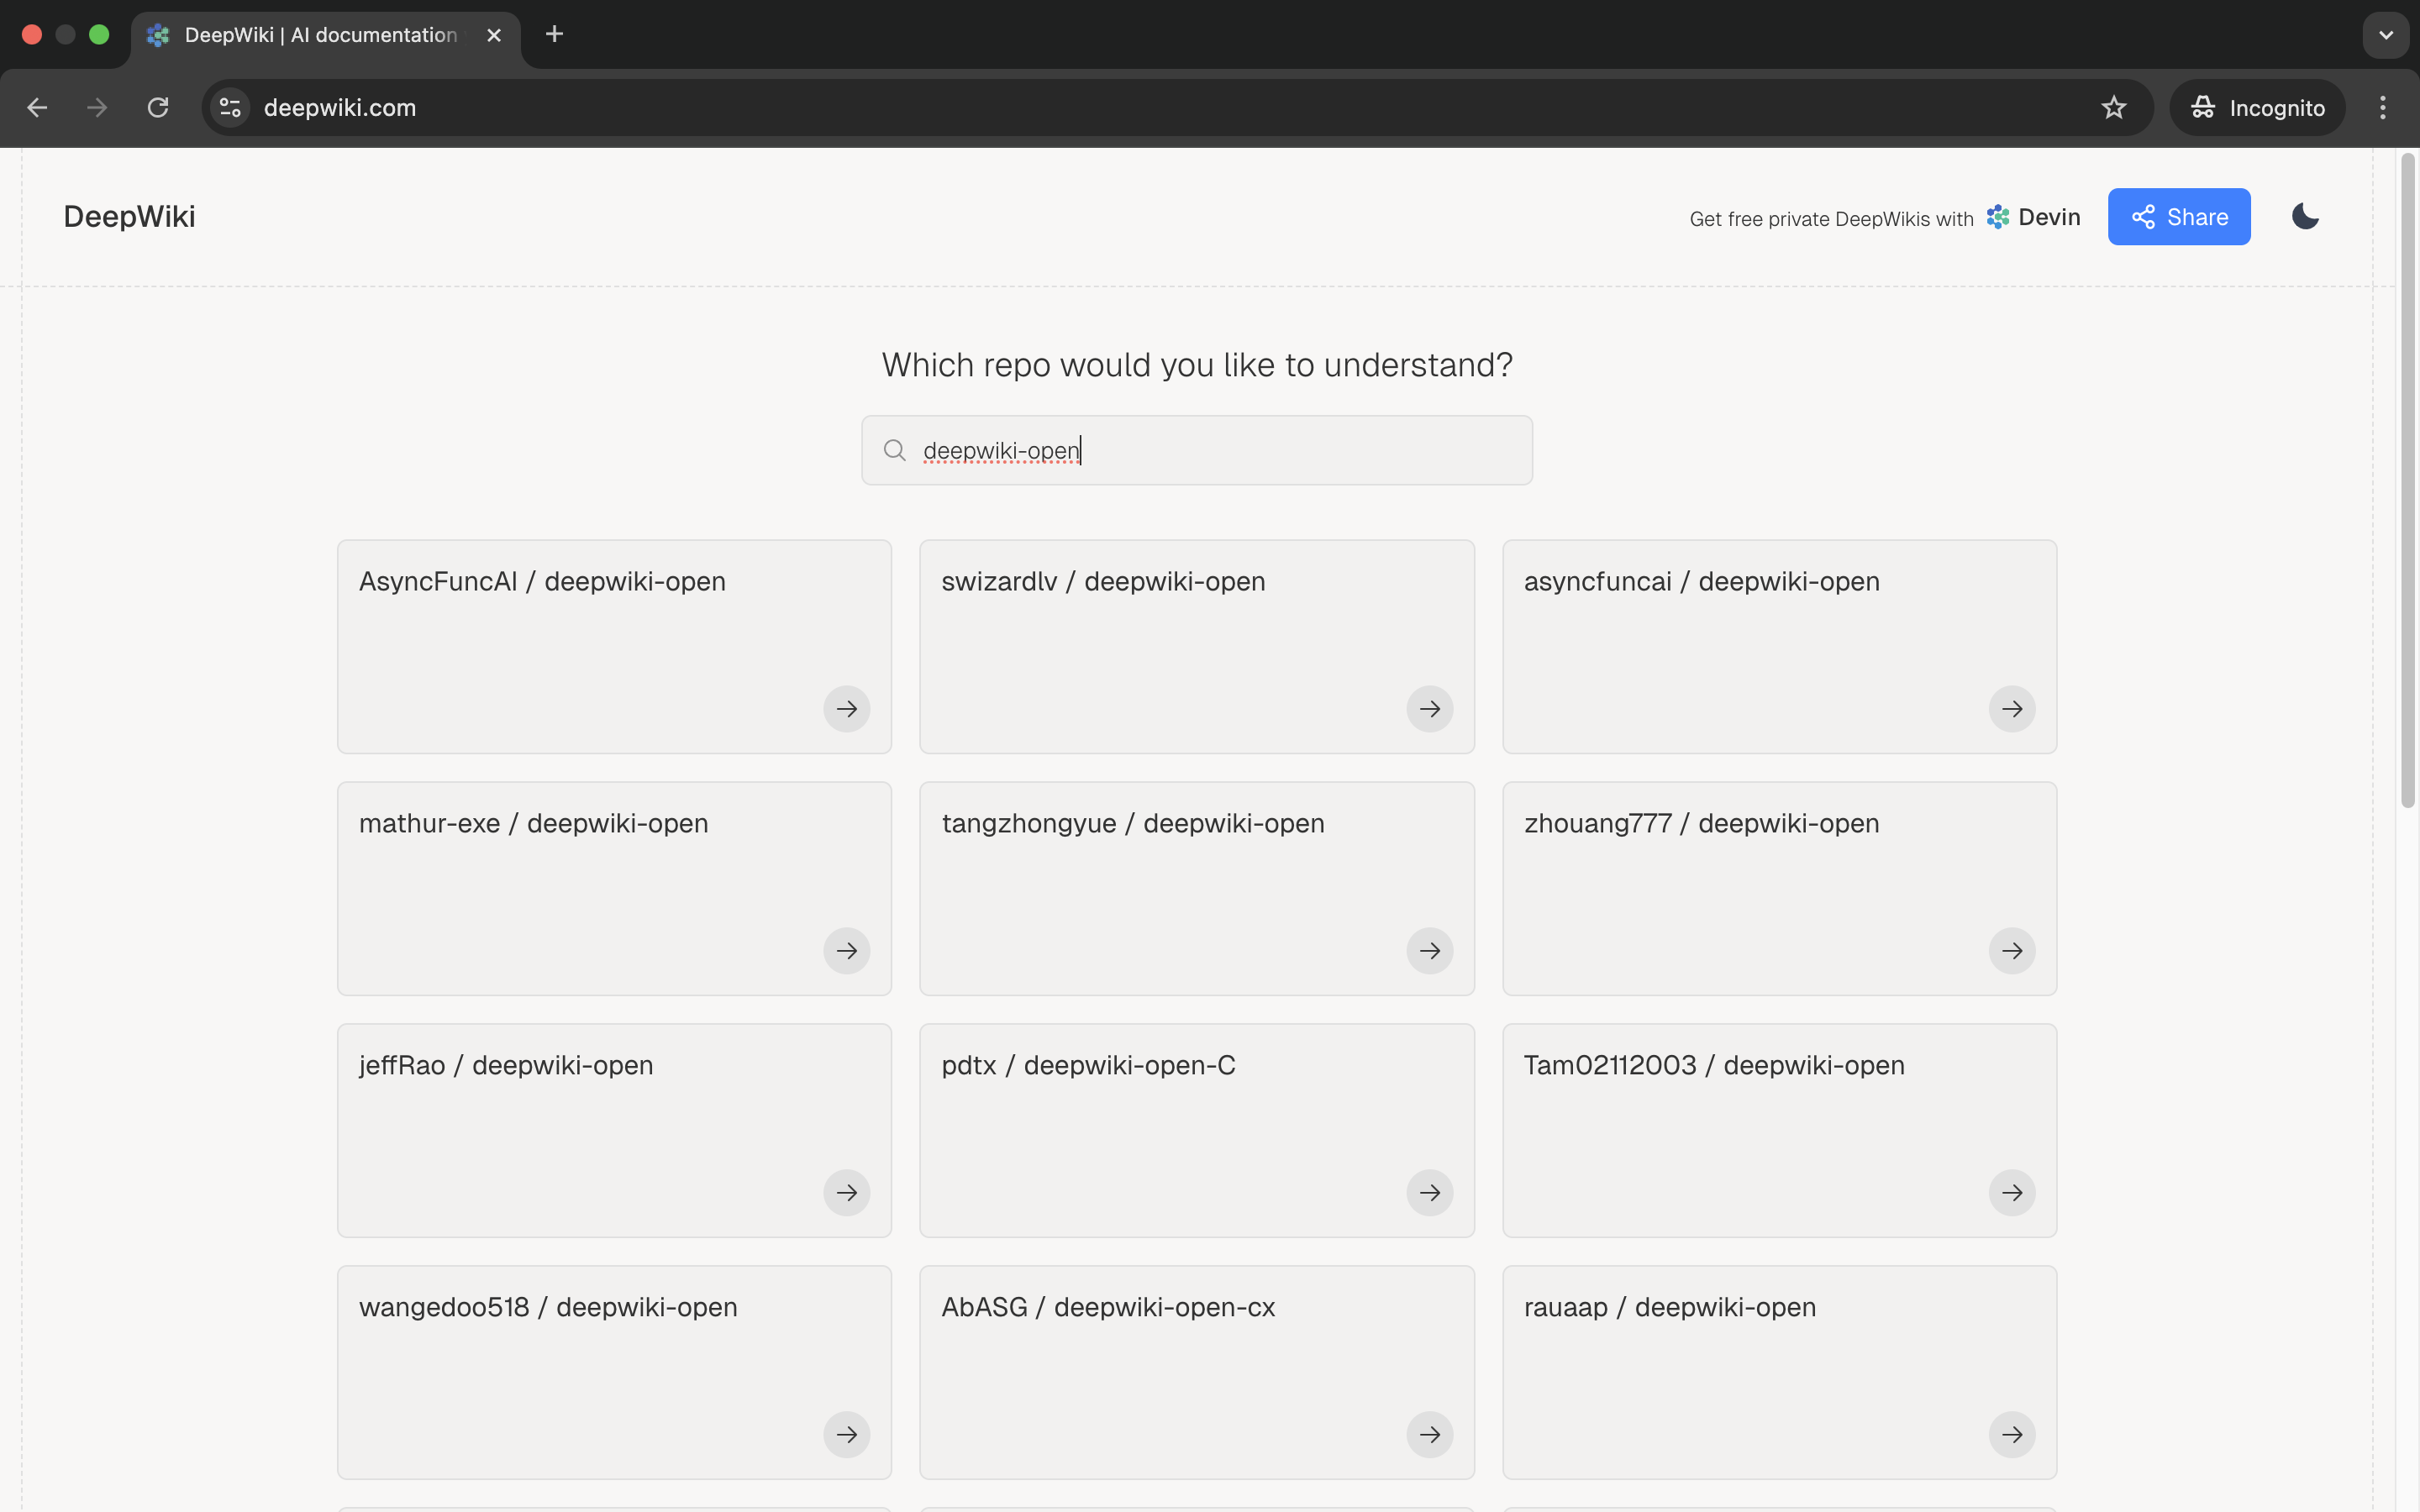 DeepWiki | AI documentation
deepwiki.com
Incognito
DeepWiki
Get free private DeepWikis with Devin
Share
Which repo would you like to understand?
deepwiki-open
AsyncFuncAI / deepwiki-open
swizardlv / deepwiki-open
asyncfuncai / deepwiki-open
mathur-exe / deepwiki-open
tangzhongyue / deepwiki-open
zhouang777 / deepwiki-open
jeffRao / deepwiki-open
pdtx / deepwiki-open-C
Tam02112003 / deepwiki-open
wangedoo518 / deepwiki-open
AbASG / deepwiki-open-cx
rauaap / deepwiki-open